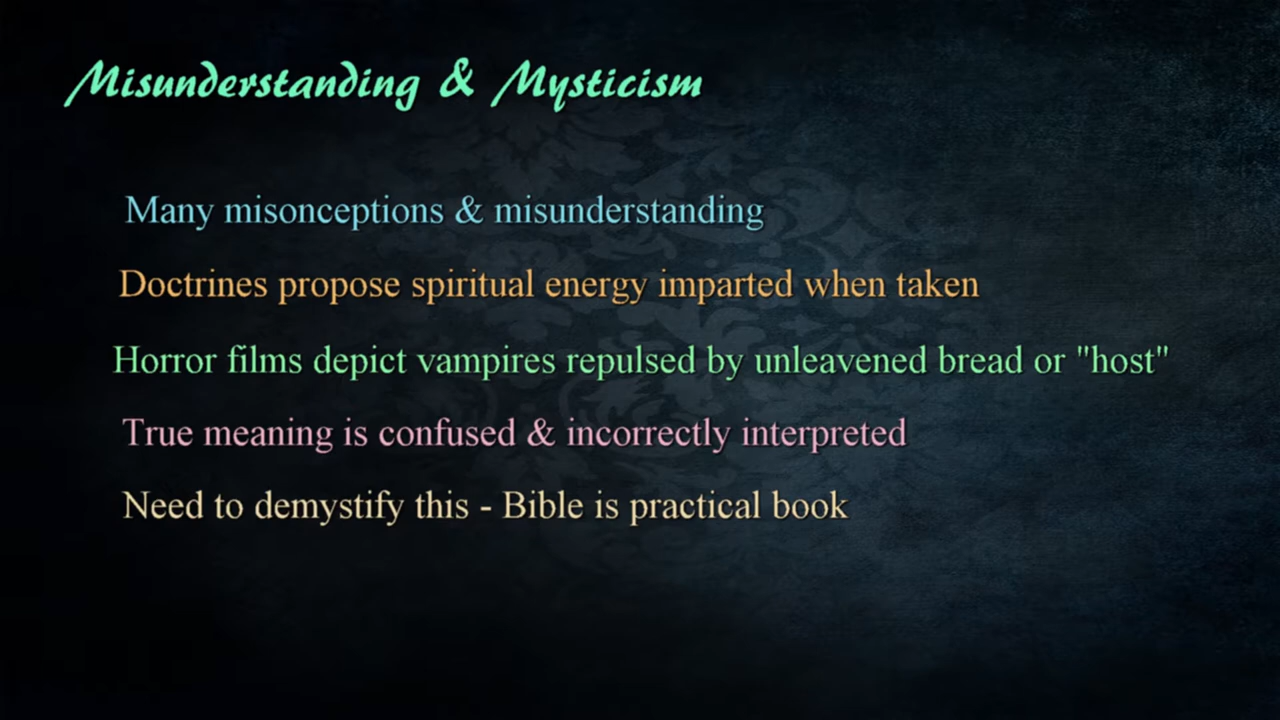 Misunderstanding & Mysticism
Many misonceptions & misunderstanding
Doctrines propose spiritual energy imparted when taken
Horror films depict vampires repulsed by unleavened bread or "host"
True meaning is confused & incorrectly interpreted
Need to demystify this - Bible is practical book